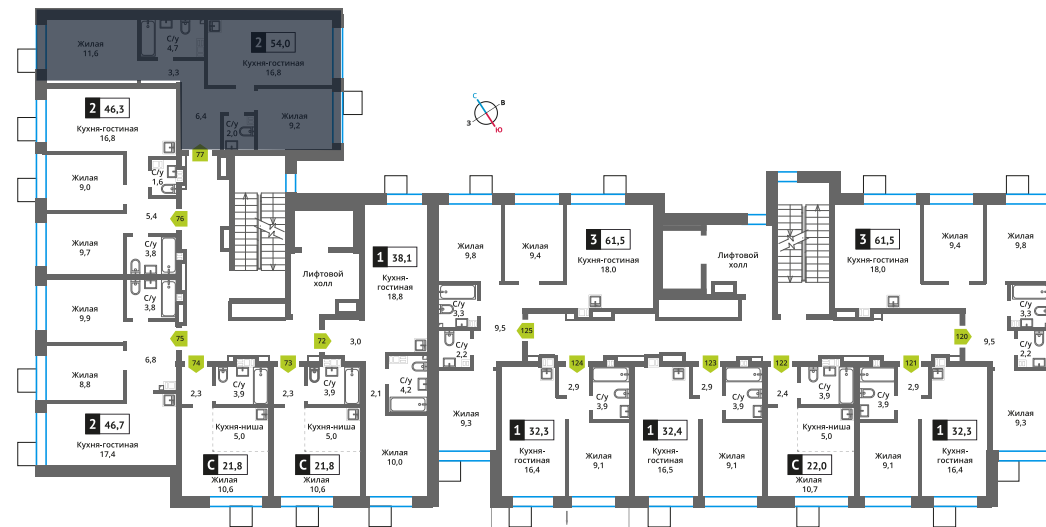 Жилая
11,6
С/у
4,7
2 54,0
Кухня-гостиная
16,8
3,3
6,4
С/у
2,0
Жилая
9,2
77
С
В
З
Ю
2 46,3
Кухня-гостиная
16,8
Жилая
9,0
С/у
1,6
5,4
76
Жилая
9,7
С/у
3,8
Жилая
9,9
С/у
3,8
75
6,8
Жилая
8,8
2 46,7
Кухня-гостиная
17,4
Лифтовой
холл
72
3,0
1 38,1
Кухня-
гостиная
18,8
74
2,3
С/у
3,9
Кухня-ниша
5,0
С 21,8
Жилая
10,6
73
2,3
С/у
3,9
Кухня-ниша
5,0
С 21,8
Жилая
10,6
2,1
С/у
4,2
Жилая
10,0
Жилая
9,8
Жилая
9,4
3 61,5
Кухня-гостиная
18,0
С/у
3,3
9,5
125
С/у
2,2
Жилая
9,3
Лифтовой
холл
124
2,9
С/у
3,9
1 32,3
Кухня-
гостиная
16,4
Жилая
9,1
123
2,9
С/у
3,9
1 32,4
Кухня-
гостиная
16,5
Жилая
9,1
122
2,4
С/у
3,9
Кухня-ниша
5,0
С 22,0
Жилая
10,7
121
2,9
С/у
3,9
1 32,3
Кухня-
гостиная
16,4
Жилая
9,1
3 61,5
Кухня-гостиная
18,0
Жилая
9,4
Жилая
9,8
С/у
3,3
120
9,5
С/у
2,2
Жилая
9,3